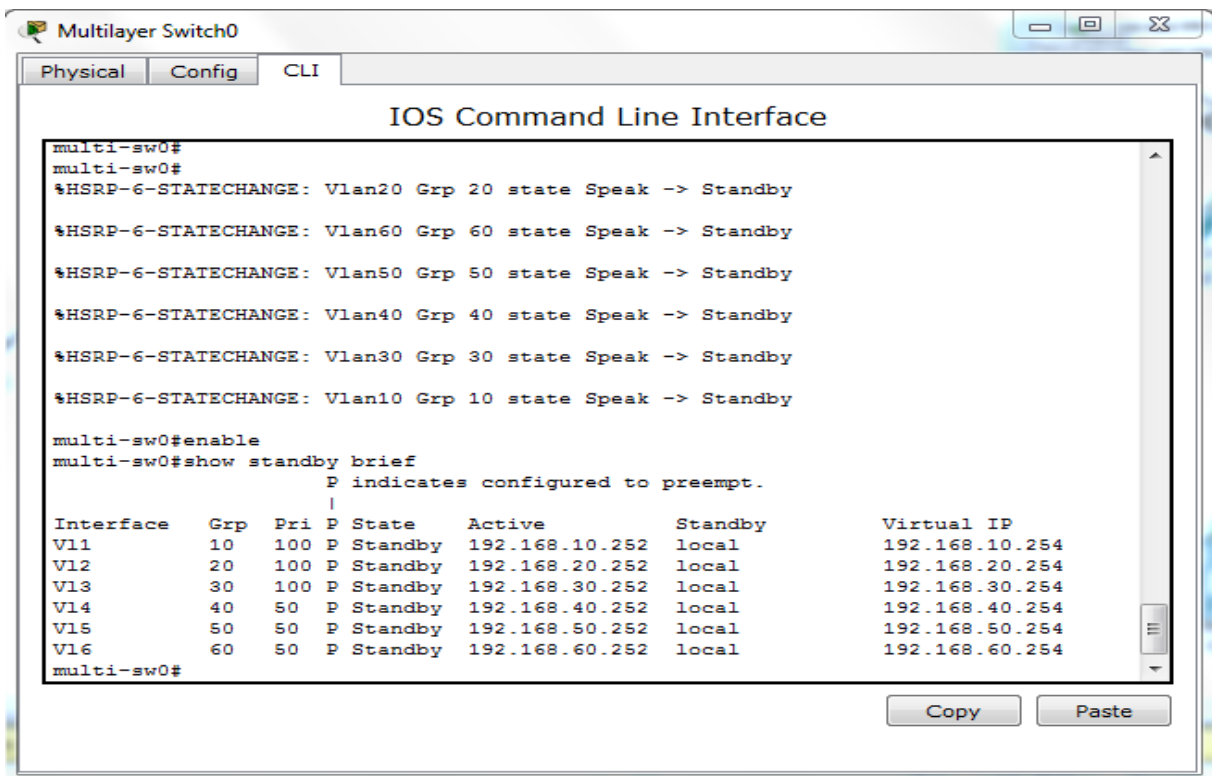 Multilayer Switch0
Physical Config CLI
IOS Command Line Interface
multi-sw0#
multi-sw0#
%HSRP-6-STATECHANGE: Vlan20 Grp 20 state Speak -> Standby
%HSRP-6-STATECHANGE: Vlan60 Grp 60 state Speak -> Standby
%HSRP-6-STATECHANGE: Vlan50 Grp 50 state Speak -> Standby
%HSRP-6-STATECHANGE: Vlan40 Grp 40 state Speak -> Standby
%HSRP-6-STATECHANGE: Vlan30 Grp 30 state Speak -> Standby
%HSRP-6-STATECHANGE: Vlan10 Grp 10 state Speak -> Standby
multi-sw0#enable
multi-sw0#show standby brief
P indicates configured to preempt.
|
Interface Grp Pri P State Active Standby Virtual IP
Vl1 10 100 P Standby 192.168.10.252 local 192.168.10.254
Vl2 20 100 P Standby 192.168.20.252 local 192.168.20.254
Vl3 30 100 P Standby 192.168.30.252 local 192.168.30.254
Vl4 40 50 P Standby 192.168.40.252 local 192.168.40.254
Vl5 50 50 P Standby 192.168.50.252 local 192.168.50.254
Vl6 60 50 P Standby 192.168.60.252 local 192.168.60.254
multi-sw0#
Copy Paste